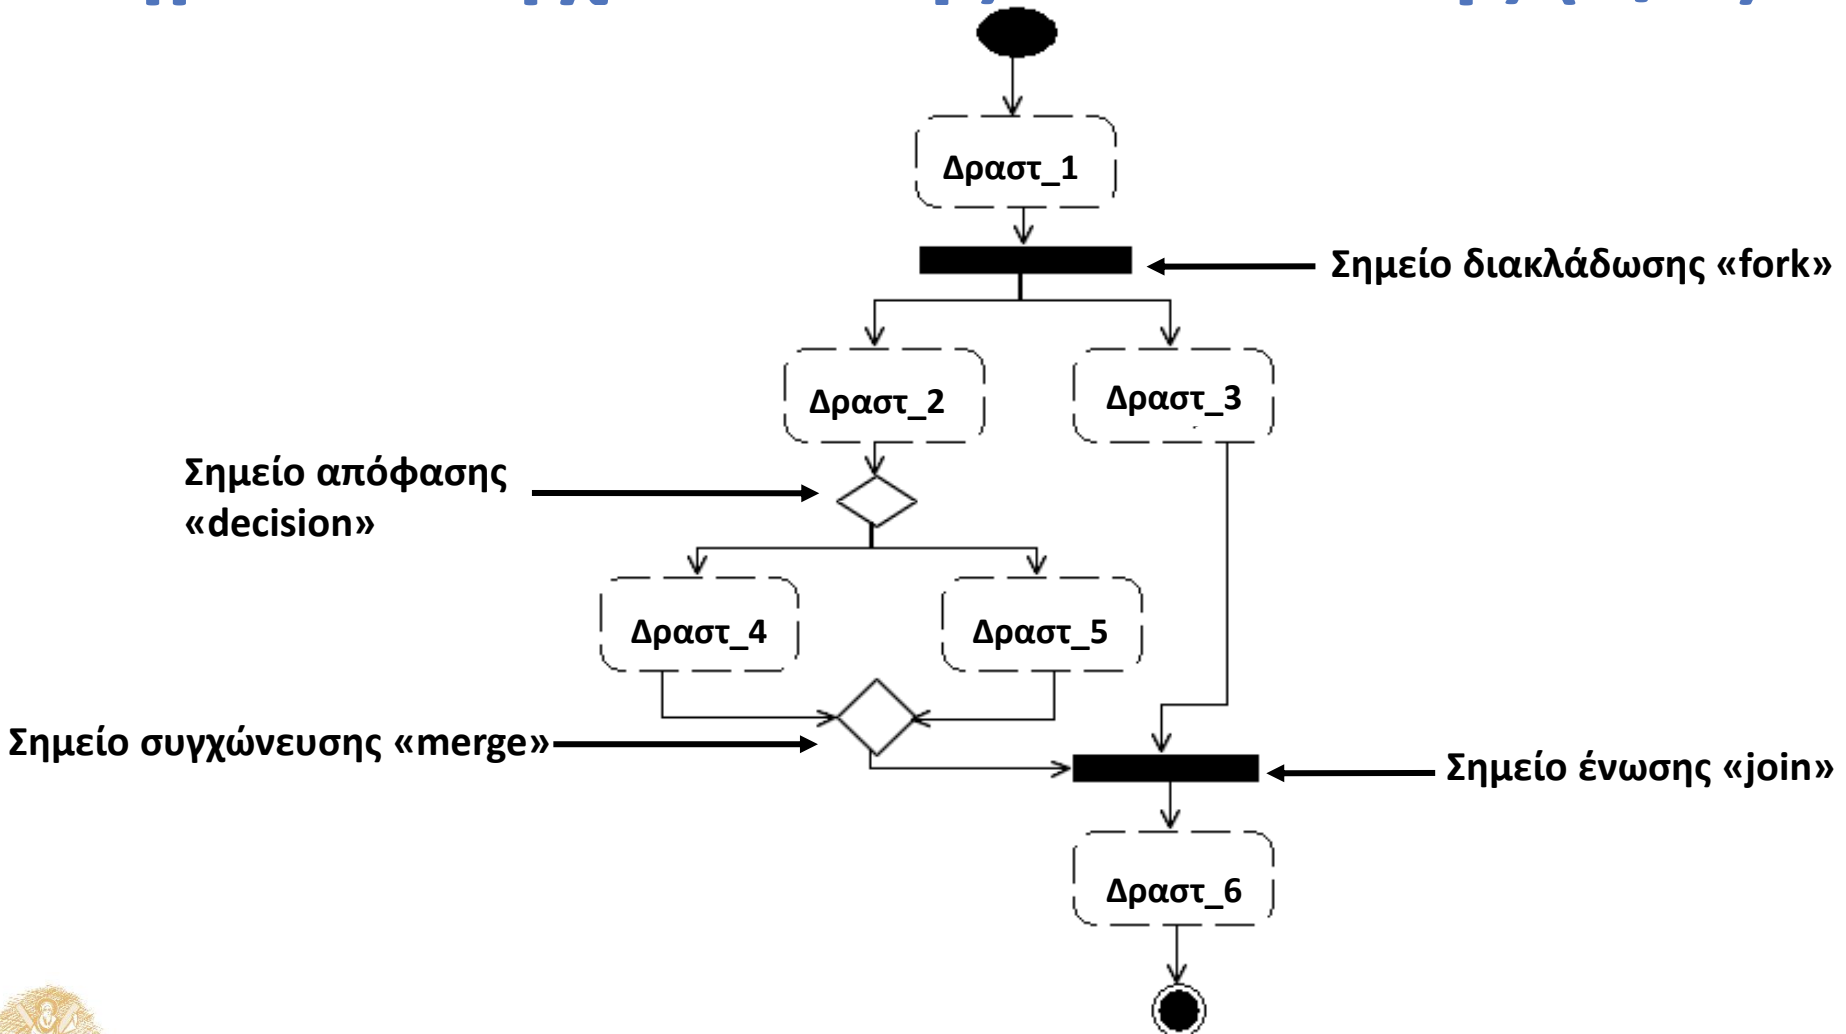 Δραστ_1
Σημείο διακλάδωσης «fork»
Δραστ_2
Δραστ_3
Σημείο απόφασης
«decision»
Δραστ_4
Δραστ_5
Σημείο συγχώνευσης «merge»
Σημείο ένωσης «join»
Δραστ_6